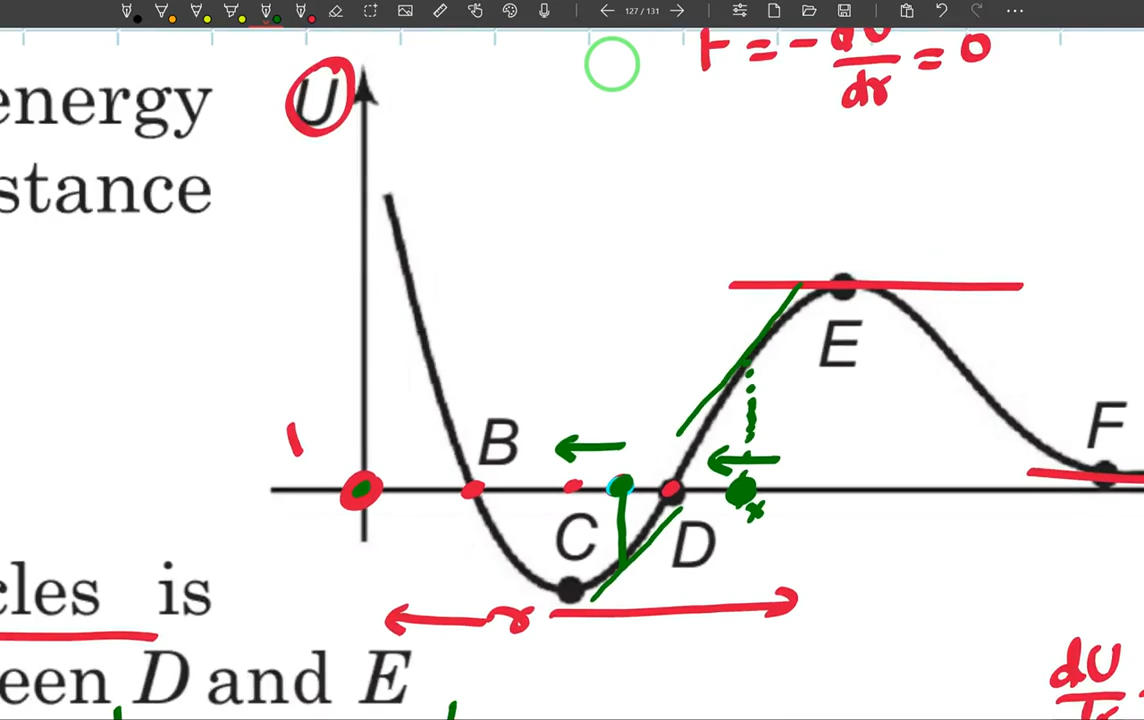 127/131
F = - dU/dr = 0
energy
U
stance
E
B
F
C
D
x
r
cles is
een D and E
dU